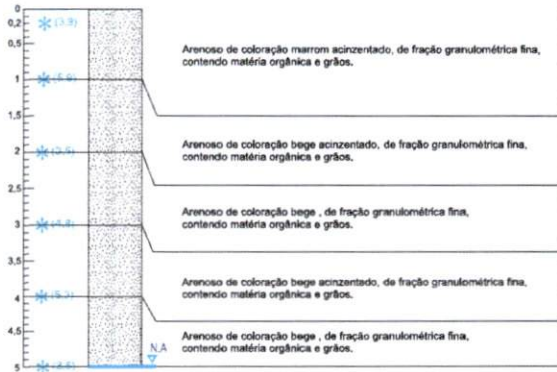 0
0,2
(3,9)
0,5
Arenoso de coloração marrom acinzentado, de fração granulométrica fina,
contendo matéria orgânica e grãos.
1
1,5
Arenoso de coloração bege acinzentado, de fração granulométrica fina,
contendo matéria orgânica e grãos.
2
2,5
Arenoso de coloração bege , de fração granulométrica fina,
contendo matéria orgânica e grãos.
3
3,5
Arenoso de coloração bege acinzentado, de fração granulométrica fina,
contendo matéria orgânica e grãos.
4
4,5
Arenoso de coloração bege , de fração granulométrica fina,
contendo matéria orgânica e grãos.
N.A
5